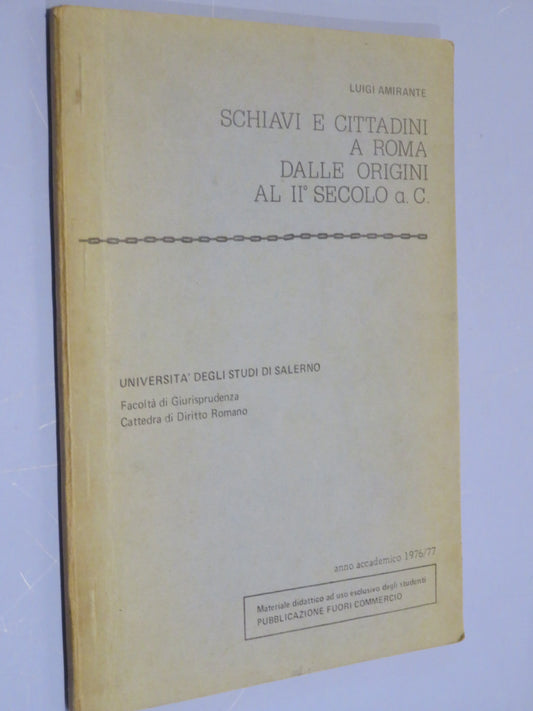 LUIGI AMIRANTE
SCHIAVI E CITTADINI
A ROMA
DALLE ORIGINI
AL II° SECOLO a. C.
UNIVERSITA' DEGLI STUDI DI SALERNO
Facoltà di Giurisprudenza
Cattedra di Diritto Romano
anno accademico 1976/77
Materiale didattico ad uso esclusivo degli studenti
PUBBLICAZIONE FUORI COMMERCIO